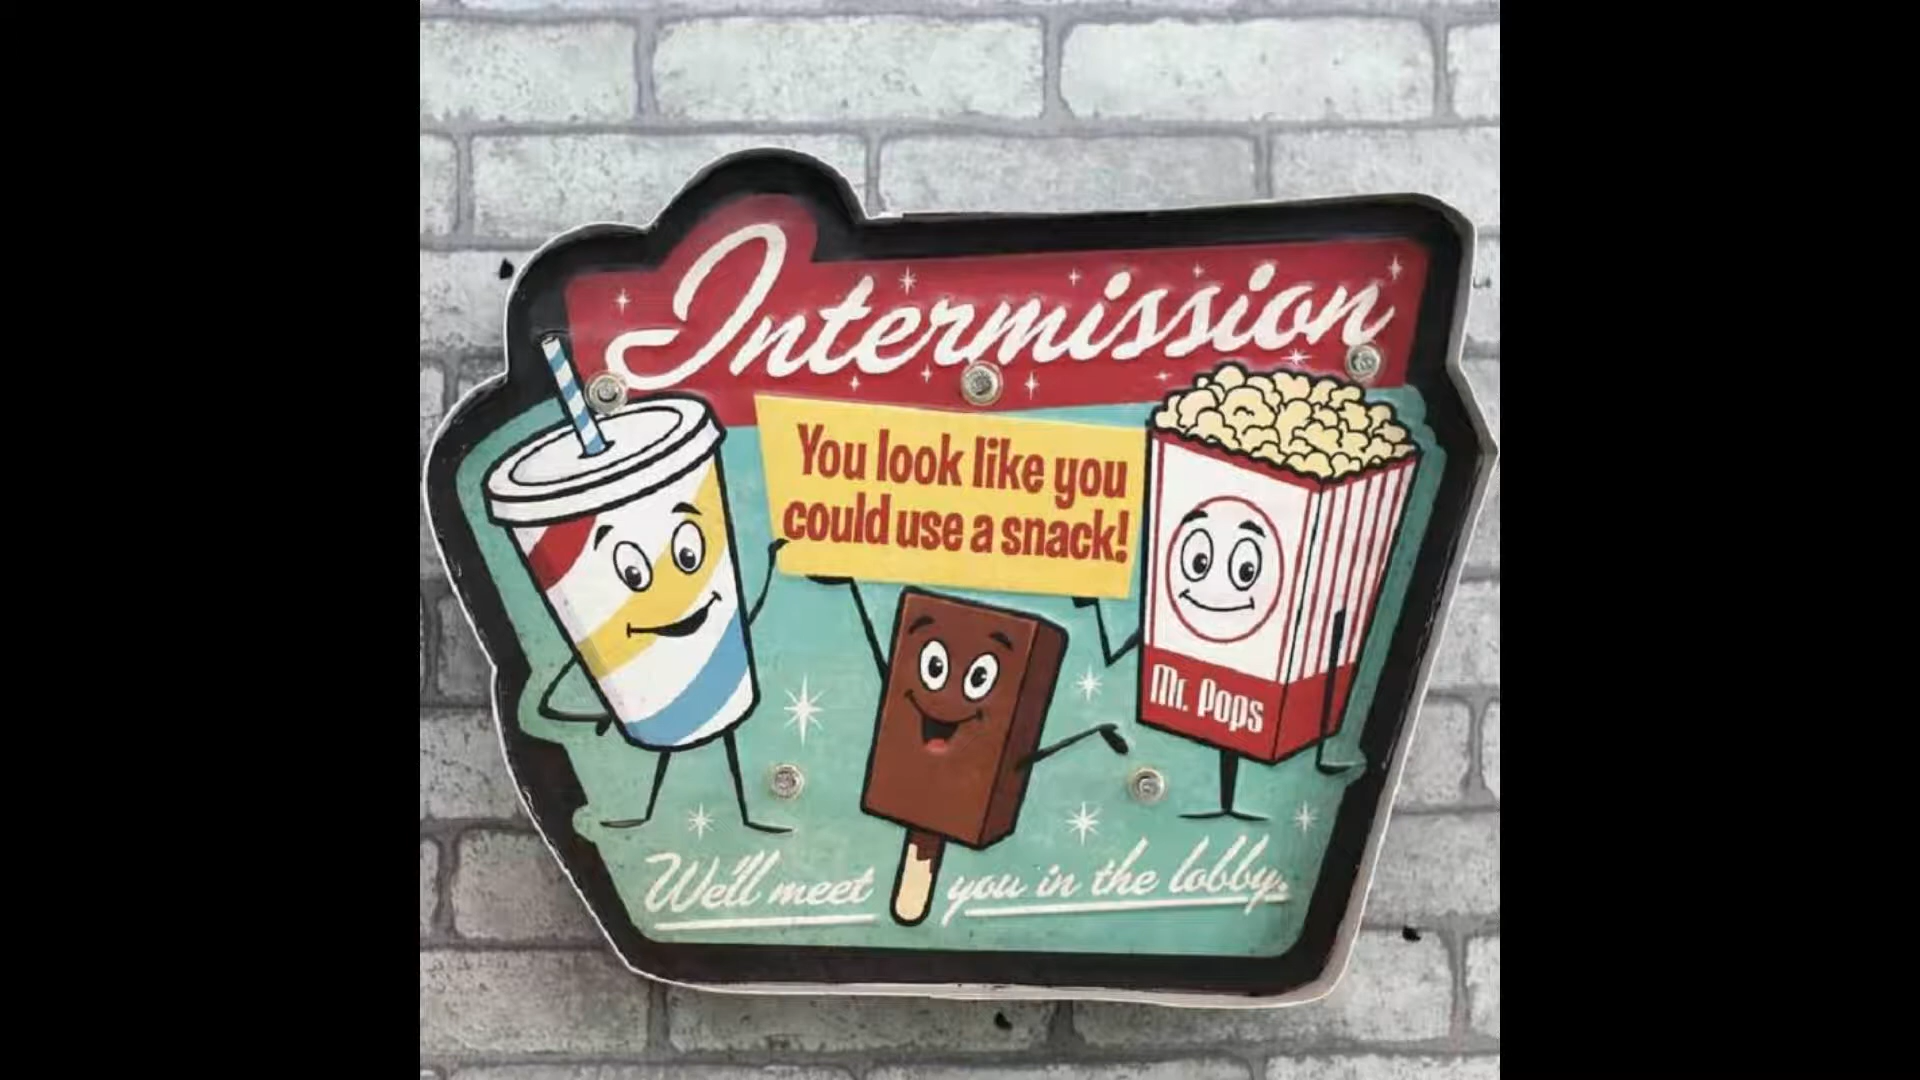 Intermission
You look like you
could use a snack!
Mr. Pops
We'll meet you in the lobby.